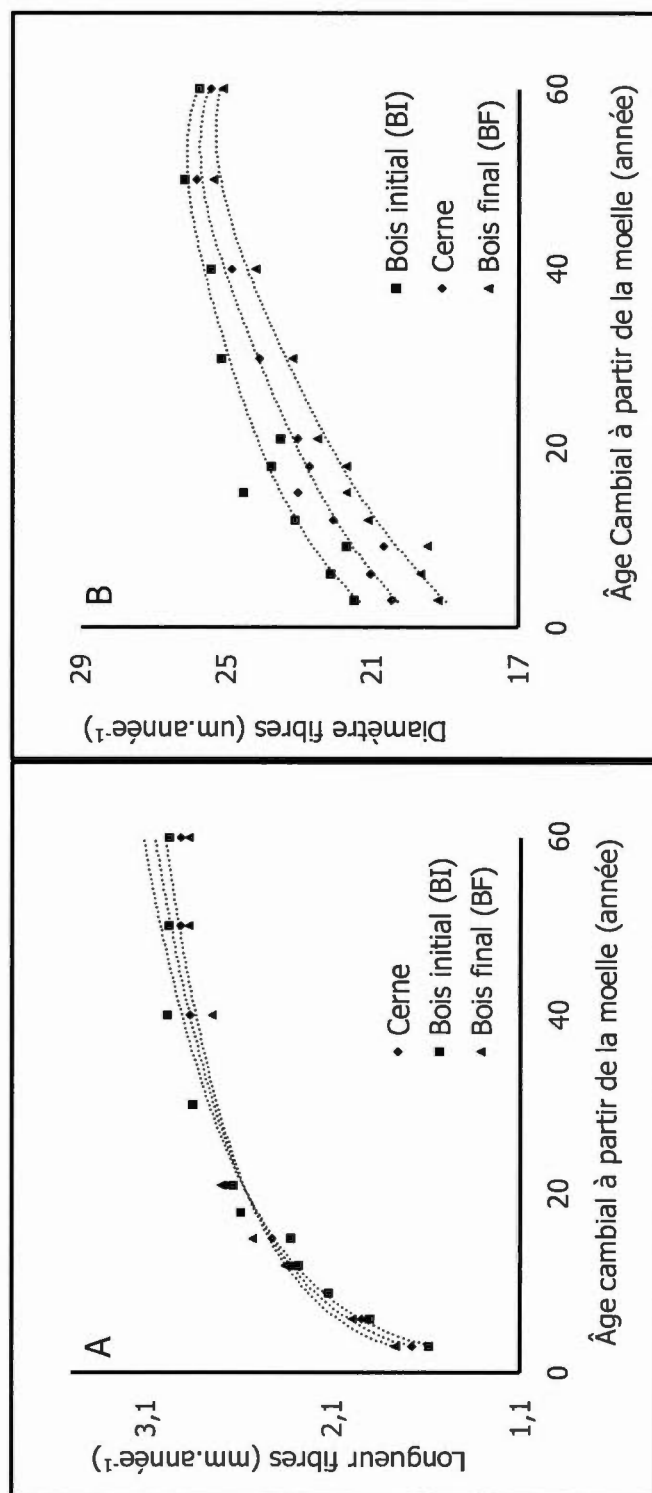 A
Longueur fibres (mm.année⁻¹)
3,1
2,1
1,1
0
20
40
60
Cerne
Bois initial (BI)
Bois final (BF)
Âge cambial à partir de la moelle (année)
B
Diamètre fibres (um.année⁻¹)
29
25
21
17
0
20
40
60
Bois initial (BI)
Cerne
Bois final (BF)
Âge Cambial à partir de la moelle (année)